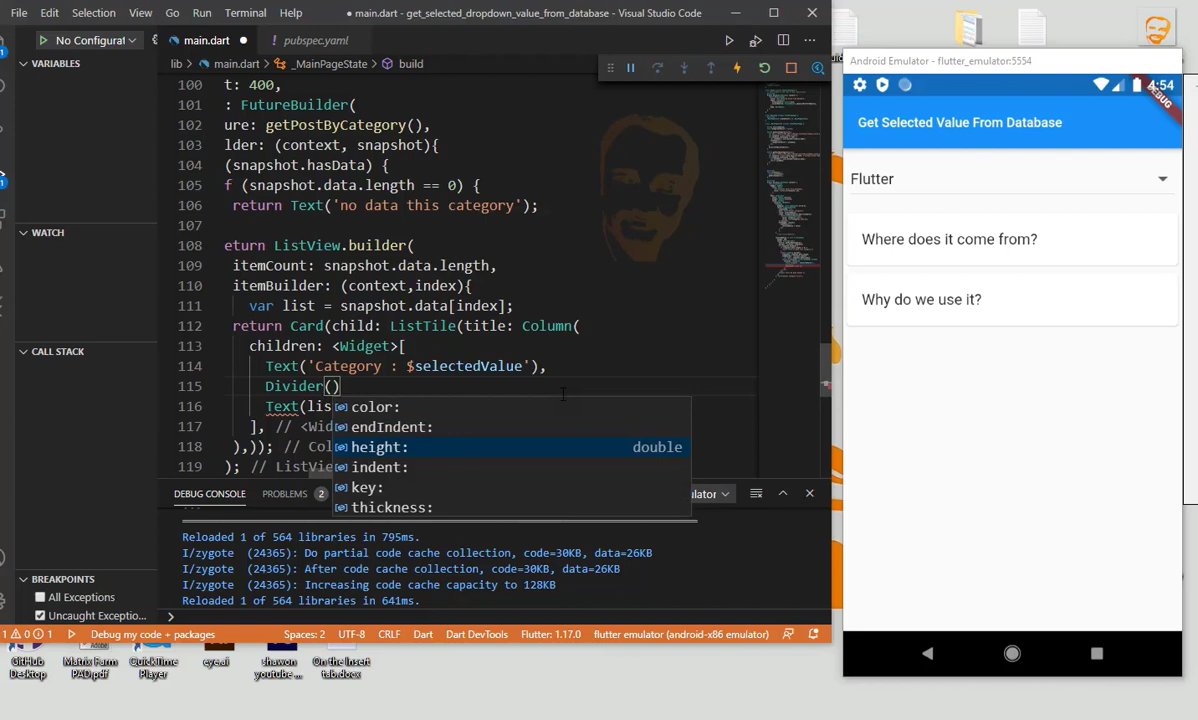 File Edit Selection View Go Run Terminal Help
● main.dart - get_selected_dropdown_value_from_database - Visual Studio Code
No Configurat
main.dart
! pubspec.yaml
VARIABLES
WATCH
CALL STACK
BREAKPOINTS
All Exceptions
Uncaught Exceptio...
lib > main.dart > _MainPageState > build
100 t: 400,
101 : FutureBuilder(
102 ure: getPostByCategory(),
103 lder: (context, snapshot){
104 (snapshot.hasData) {
105 f (snapshot.data.length == 0) {
106 return Text('no data this category');
107
108 eturn ListView.builder(
109 itemCount: snapshot.data.length,
110 itemBuilder: (context,index){
111 var list = snapshot.data[index];
112 return Card(child: ListTile(title: Column(
113 children: <Widget>[
114 Text('Category : $selectedValue'),
115 Divider()
116 Text(lis
117 ], // <Wid
118 ),)); // Col
119 ); // ListVie
color:
endIndent:
height: double
indent:
key:
thickness:
DEBUG CONSOLE PROBLEMS 2
ulator
...
Reloaded 1 of 564 libraries in 795ms.
I/zygote (24365): Do partial code cache collection, code=30KB, data=26KB
I/zygote (24365): After code cache collection, code=30KB, data=26KB
I/zygote (24365): Increasing code cache capacity to 128KB
Reloaded 1 of 564 libraries in 641ms.
>
1 0 1 Debug my code + packages Spaces: 2 UTF-8 CRLF Dart Dart DevTools Flutter: 1.17.0 flutter emulator (android-x86 emulator)
GitHub Desktop
Matrix Farm PAD.pdf
QuickTime Player
eye.ai
shawon youtube ...
On the Insert tab.docx
Android Emulator - flutter_emulator:5554
4:54
DEBUG
Get Selected Value From Database
Flutter
Where does it come from?
Why do we use it?